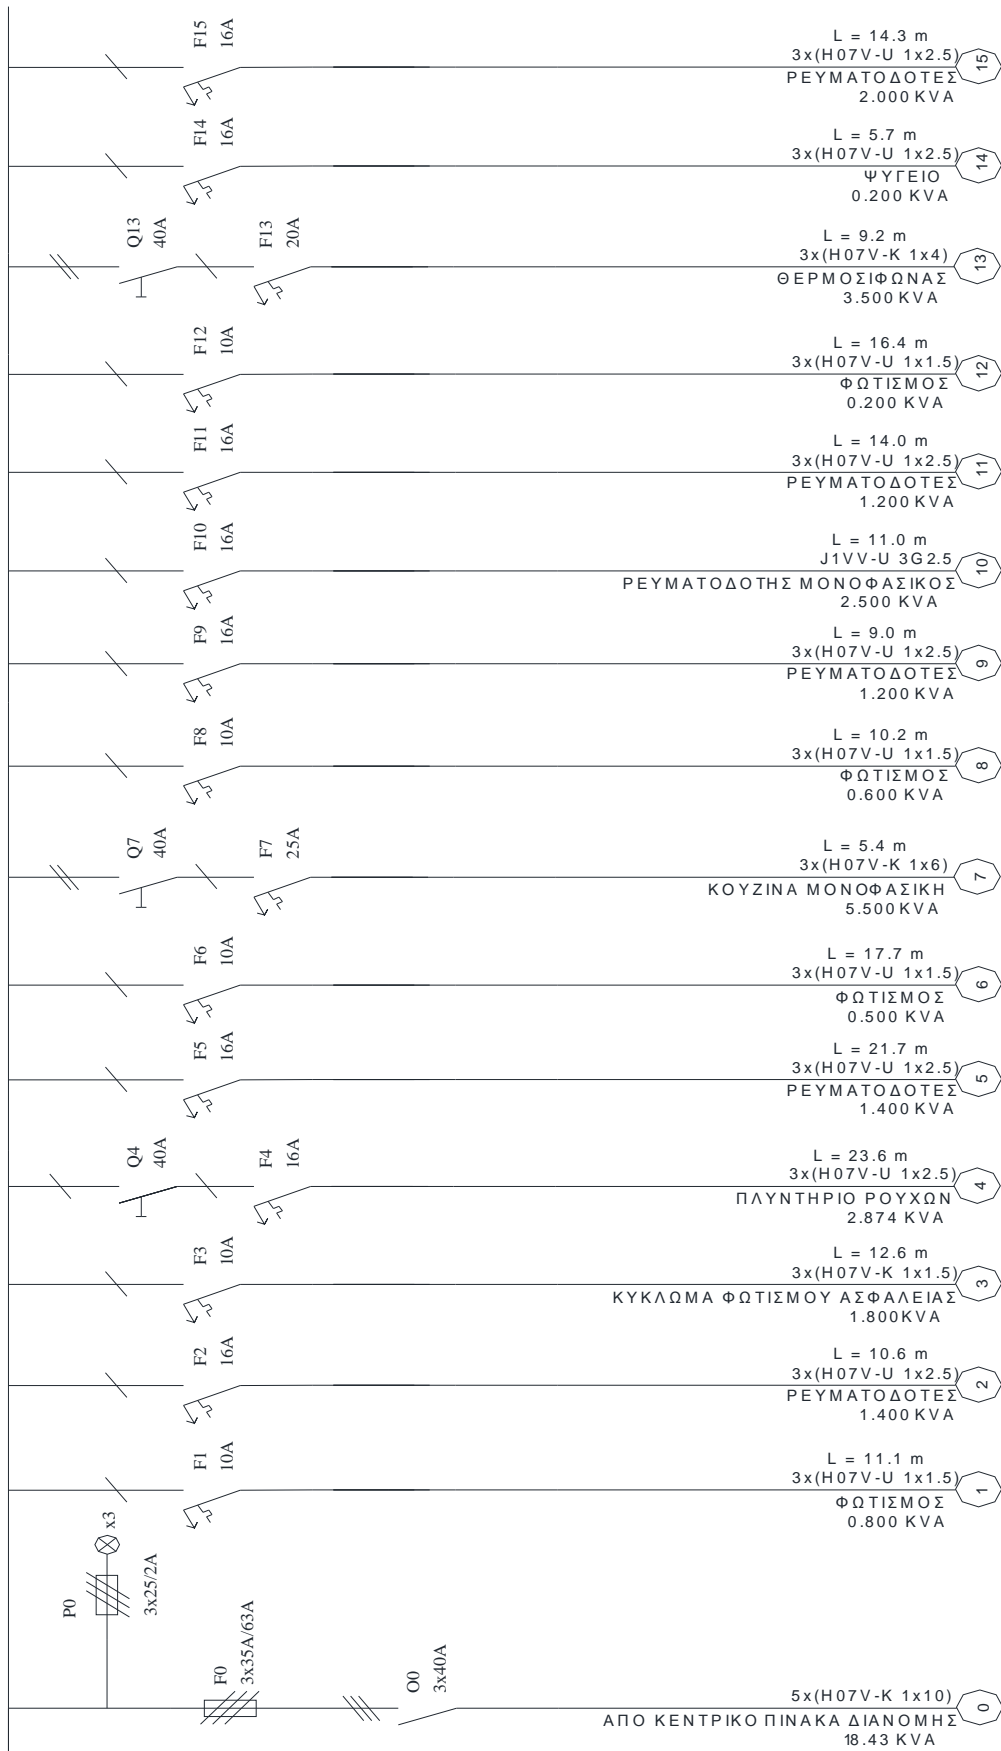 F15
16A
L = 14.3 m
3x(H07V-U 1x2.5)
ΡΕΥΜΑΤΟΔΟΤΕΣ
2.000 KVA
15
F14
16A
L = 5.7 m
3x(H07V-U 1x2.5)
ΨΥΓΕΙΟ
0.200 KVA
14
Q13
40A
F13
20A
L = 9.2 m
3x(H07V-K 1x4)
ΘΕΡΜΟΣΙΦΩΝΑΣ
3.500 KVA
13
F12
10A
L = 16.4 m
3x(H07V-U 1x1.5)
ΦΩΤΙΣΜΟΣ
0.200 KVA
12
F11
16A
L = 14.0 m
3x(H07V-U 1x2.5)
ΡΕΥΜΑΤΟΔΟΤΕΣ
1.200 KVA
11
F10
16A
L = 11.0 m
J1VV-U 3G2.5
ΡΕΥΜΑΤΟΔΟΤΗΣ ΜΟΝΟΦΑΣΙΚΟΣ
2.500 KVA
10
F9
16A
L = 9.0 m
3x(H07V-U 1x2.5)
ΡΕΥΜΑΤΟΔΟΤΕΣ
1.200 KVA
9
F8
10A
L = 10.2 m
3x(H07V-U 1x1.5)
ΦΩΤΙΣΜΟΣ
0.600 KVA
8
Q7
40A
F7
25A
L = 5.4 m
3x(H07V-K 1x6)
ΚΟΥΖΙΝΑ ΜΟΝΟΦΑΣΙΚΗ
5.500 KVA
7
F6
10A
L = 17.7 m
3x(H07V-U 1x1.5)
ΦΩΤΙΣΜΟΣ
0.500 KVA
6
F5
16A
L = 21.7 m
3x(H07V-U 1x2.5)
ΡΕΥΜΑΤΟΔΟΤΕΣ
1.400 KVA
5
Q4
40A
F4
16A
L = 23.6 m
3x(H07V-U 1x2.5)
ΠΛΥΝΤΗΡΙΟ ΡΟΥΧΩΝ
2.874 KVA
4
F3
10A
L = 12.6 m
3x(H07V-K 1x1.5)
ΚΥΚΛΩΜΑ ΦΩΤΙΣΜΟΥ ΑΣΦΑΛΕΙΑΣ
1.800KVA
3
F2
16A
L = 10.6 m
3x(H07V-U 1x2.5)
ΡΕΥΜΑΤΟΔΟΤΕΣ
1.400 KVA
2
F1
10A
L = 11.1 m
3x(H07V-U 1x1.5)
ΦΩΤΙΣΜΟΣ
0.800 KVA
1
x3
P0
3x25/2A
F0
3x35A/63A
O0
3x40A
5x(H07V-K 1x10)
ΑΠΟ ΚΕΝΤΡΙΚΟ ΠΙΝΑΚΑ ΔΙΑΝΟΜΗΣ
18.43 KVA
0